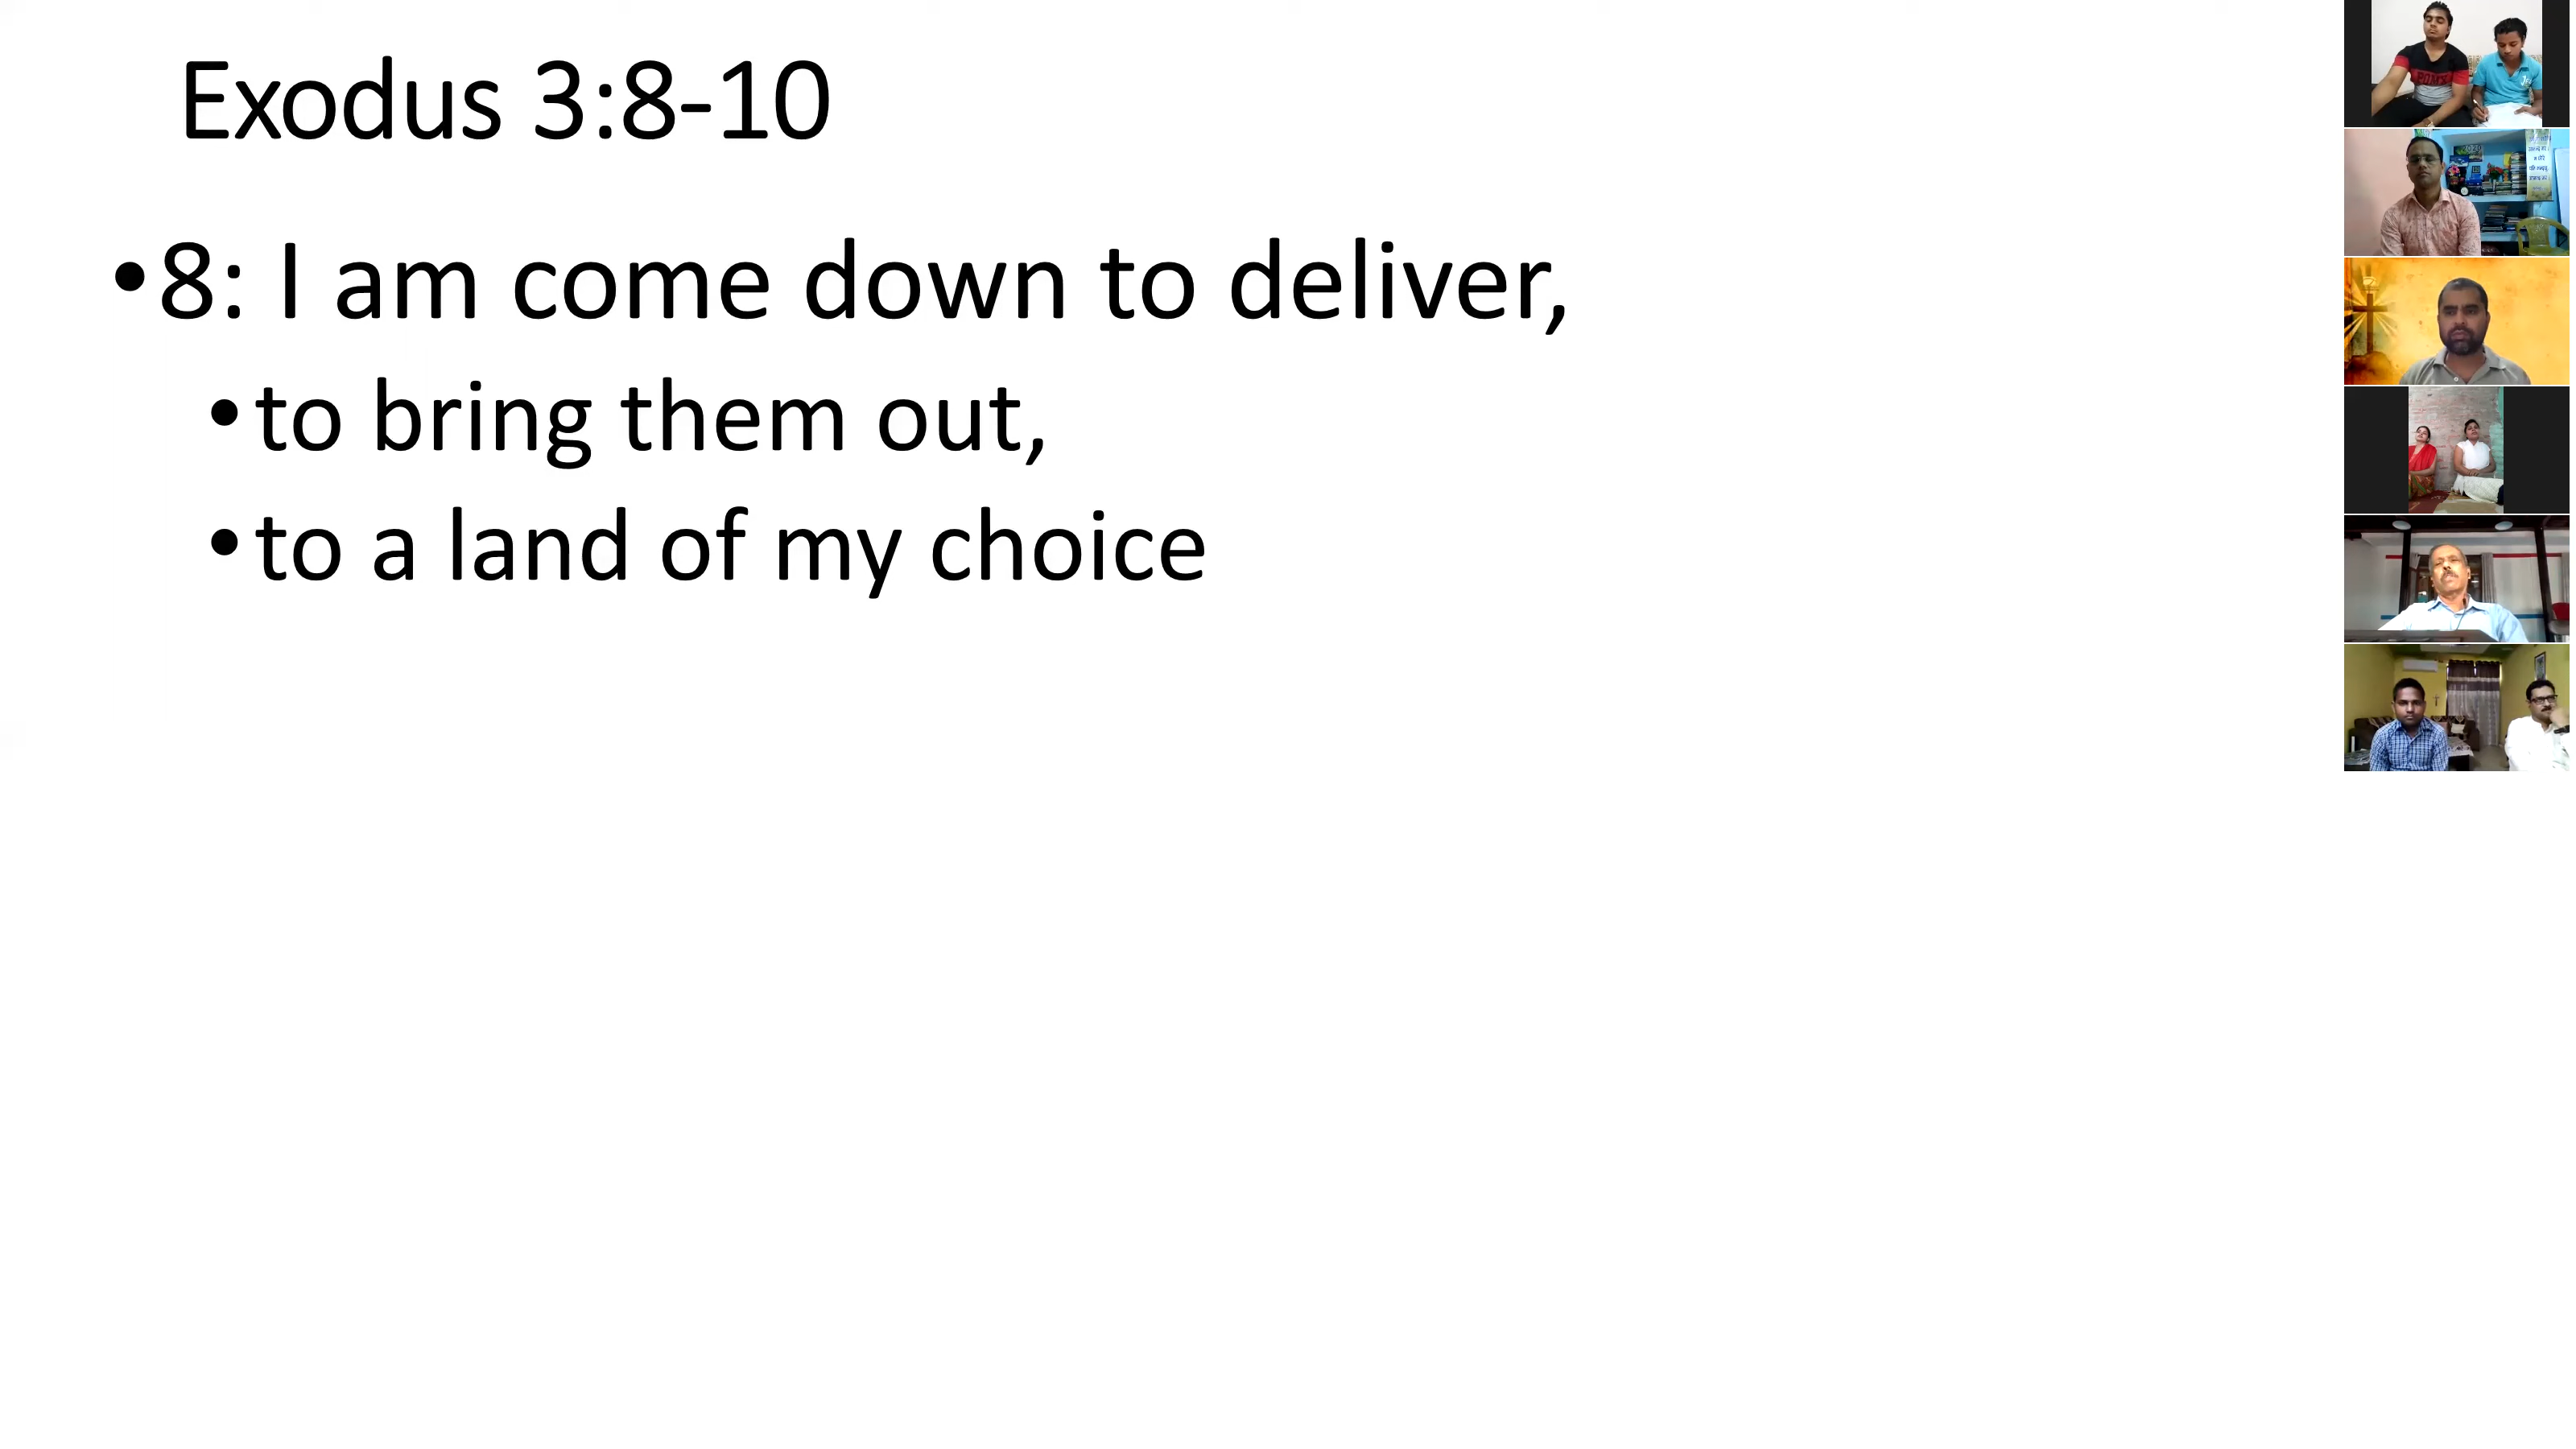 Exodus 3:8-10
•8: I am come down to deliver,
•to bring them out,
•to a land of my choice